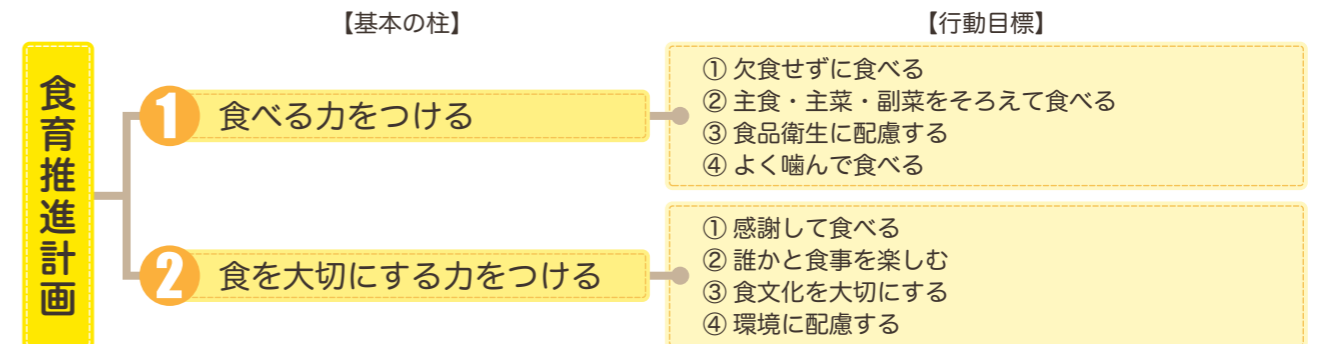 【基本の柱】
【行動目標】
食育推進計画
1 食べる力をつける
① 欠食せずに食べる
② 主食・主菜・副菜をそろえて食べる
③ 食品衛生に配慮する
④ よく噛んで食べる
2 食を大切にする力をつける
① 感謝して食べる
② 誰かと食事を楽しむ
③ 食文化を大切にする
④ 環境に配慮する